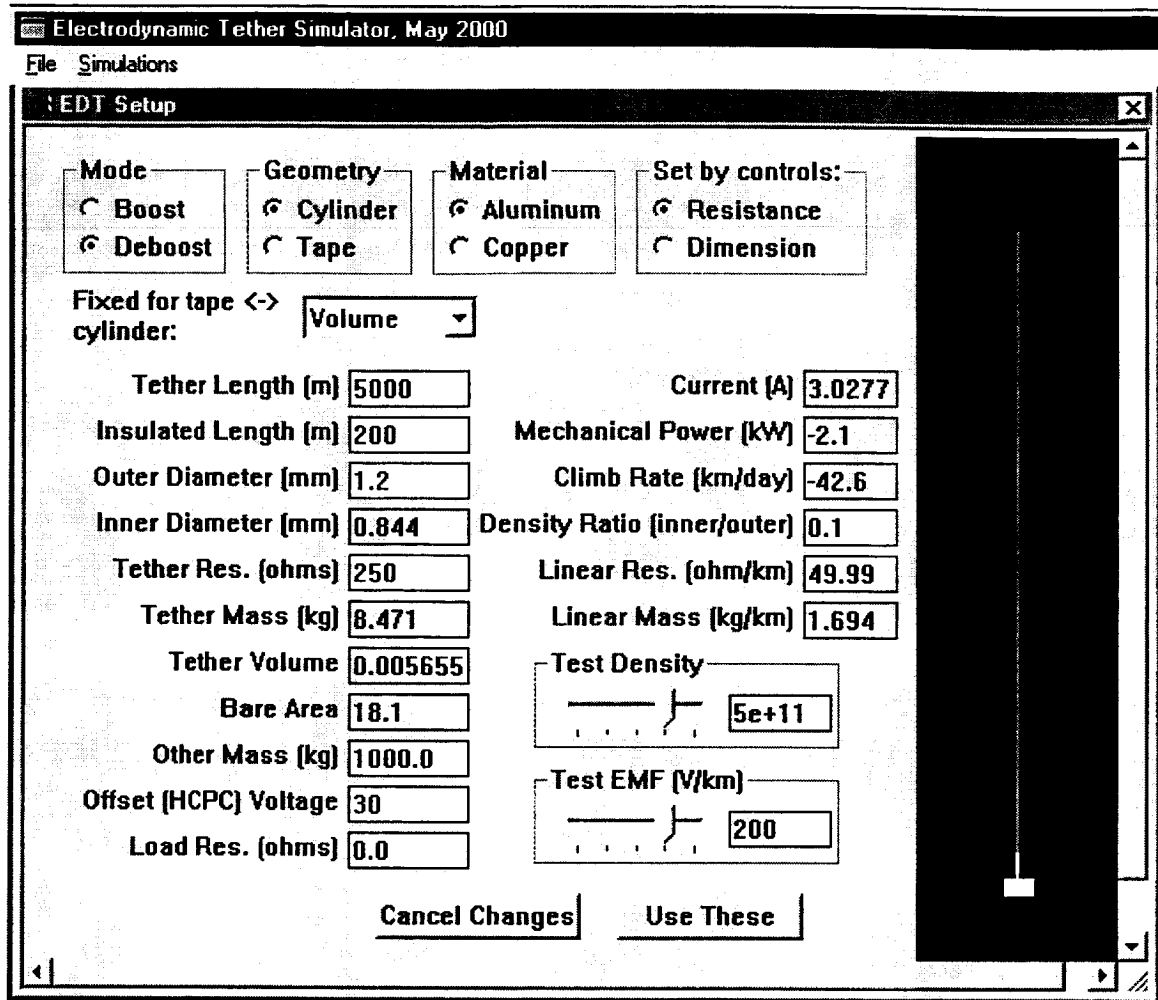 Electrodynamic Tether Simulator, May 2000
File Simulations
EDT Setup
Mode
Boost
Deboost
Geometry
Cylinder
Tape
Material
Aluminum
Copper
Set by controls:
Resistance
Dimension
Fixed for tape <->
cylinder:
Volume
Tether Length (m) 5000
Insulated Length (m) 200
Outer Diameter (mm) 1.2
Inner Diameter (mm) 0.844
Tether Res. (ohms) 250
Tether Mass (kg) 8.471
Tether Volume 0.005655
Bare Area 18.1
Other Mass (kg) 1000.0
Offset (HCPC) Voltage 30
Load Res. (ohms) 0.0
Current (A) 3.0277
Mechanical Power (kW) -2.1
Climb Rate (km/day) -42.6
Density Ratio (inner/outer) 0.1
Linear Res. (ohm/km) 49.99
Linear Mass (kg/km) 1.694
Test Density
5e+11
Test EMF (V/km)
200
Cancel Changes
Use These